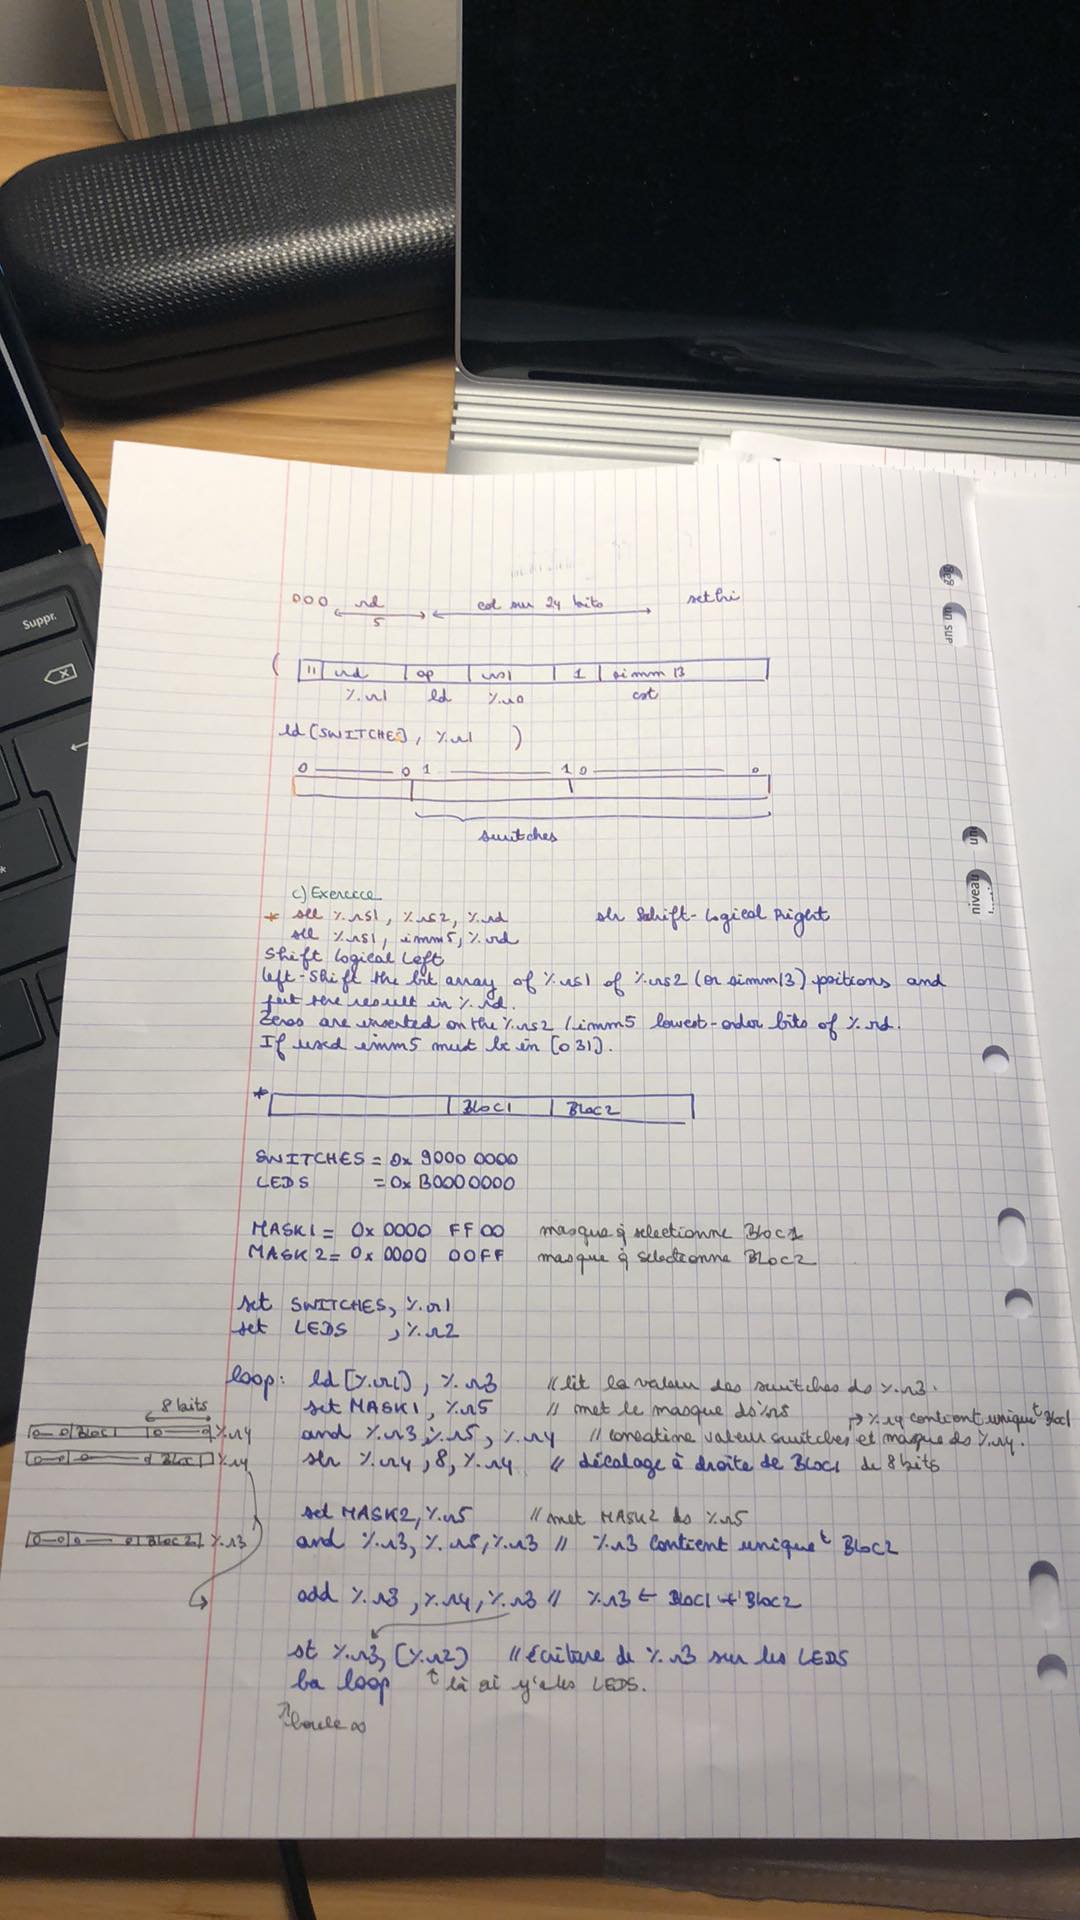 Suppr.
000 rd cst sur 24 bits sethi
5
( 11 rd op rs1 1 simm 13
%r1 ld %r0 cst
ld [SWITCHES], %r1 )
0 0 1 1 0 0
switches
c) Exercice
* sll %rs1, %rs2, %rd slr Schift-Logical Right
sll %rs1, imm5, %rd
Shift Logical Left
left-Shift the bit array of %rs1 of %rs2 (or simm13) positions and
put the result in %rd.
Zeros are inserted on the %rs2 / imm5 lowest-order bits of %rd.
If used imm5 must be in [0 31].
* Bloc1 Bloc2
SWITCHES = 0x 9000 0000
LEDS = 0x B0000000
MASK1 = 0x 0000 FF00 masque q̂ selectionne Bloc1
MASK2 = 0x 0000 00FF masque q̂ selectionne Bloc2
set SWITCHES, %r1
set LEDS , %r2
loop: ld [%r1], %r3 // lit la valeur des switches ds %r3.
8 bits
set MASK1, %r5 // met le masque ds %r5
→ %r4 contient uniqueᵗ Bloc1
0 0 Bloc1 0 0 %r4
and %r3, %r5, %r4 // valeur switches et masque ds %r4.
0 0 0 Bloc1 %r4
slr %r4, 8, %r4 // décalage à droite de Bloc1 de 8 bits
set MASK2, %r5 // met MASK2 ds %r5
0 0 0 0 Bloc2 %r3
and %r3, %r5, %r3 // %r3 contient uniqueᵗ Bloc2
add %r3, %r4, %r3 // %r3 ← Bloc1 + Bloc2
st %r3, [%r2] // écriture de %r3 sur les LEDS
ba loop ↑ là où y'a les LEDS.
↑ boucle ∞
gag
un sup
uni
niveau